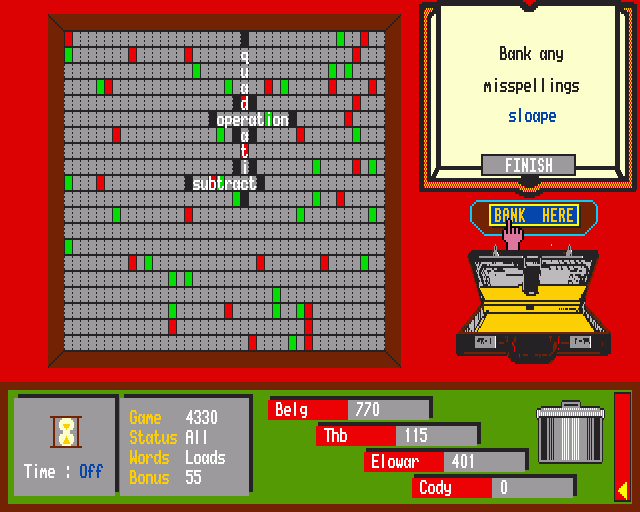 Bank any
misspellings
sloape
FINISH
BANK HERE
quadratic
operation
subtract
Game 4330
Status All
Words Loads
Bonus 55
Time : Off
Belg 770
Thb 115
Elowar 401
Cody 0